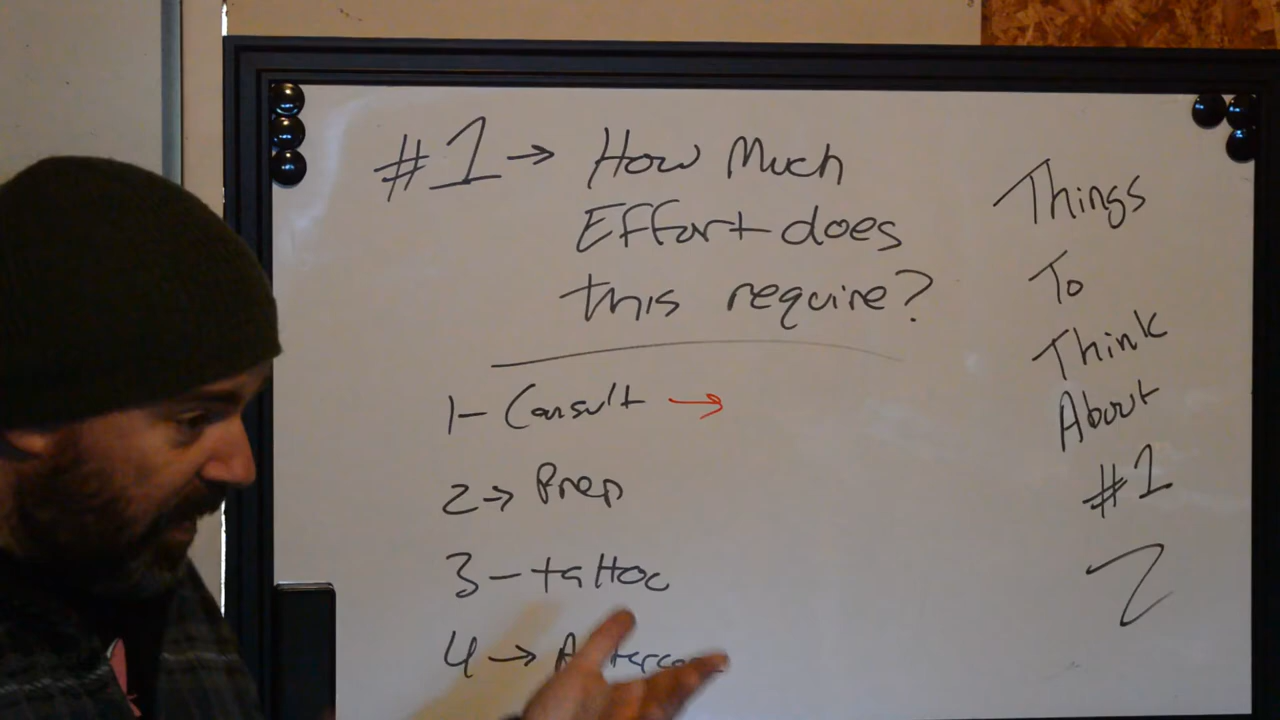 #1→ How Much
Effort does
this require?
1- Consult →
2→ Prep
3- tattoo
4→
Things
To
Think
About
#1